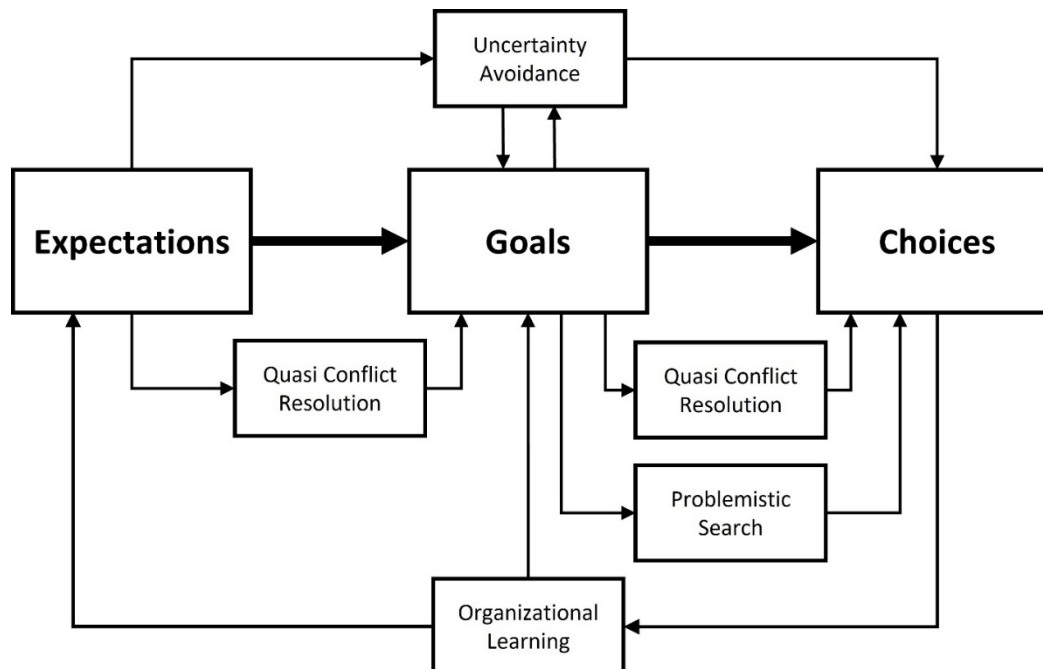 Uncertainty
Avoidance
Expectations
Goals
Choices
Quasi Conflict
Resolution
Quasi Conflict
Resolution
Problemistic
Search
Organizational
Learning